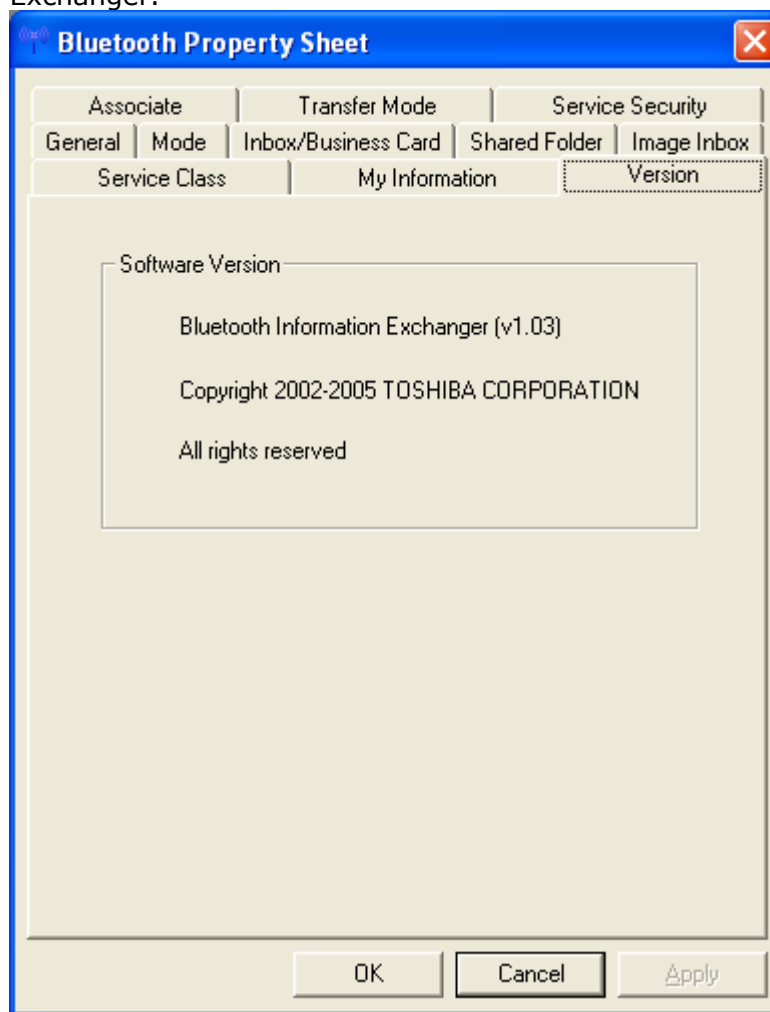 Exchanger.
Bluetooth Property Sheet
Associate Transfer Mode Service Security
General Mode Inbox/Business Card Shared Folder Image Inbox
Service Class My Information Version
Software Version
Bluetooth Information Exchanger (v1.03)
Copyright 2002-2005 TOSHIBA CORPORATION
All rights reserved
OK Cancel Apply